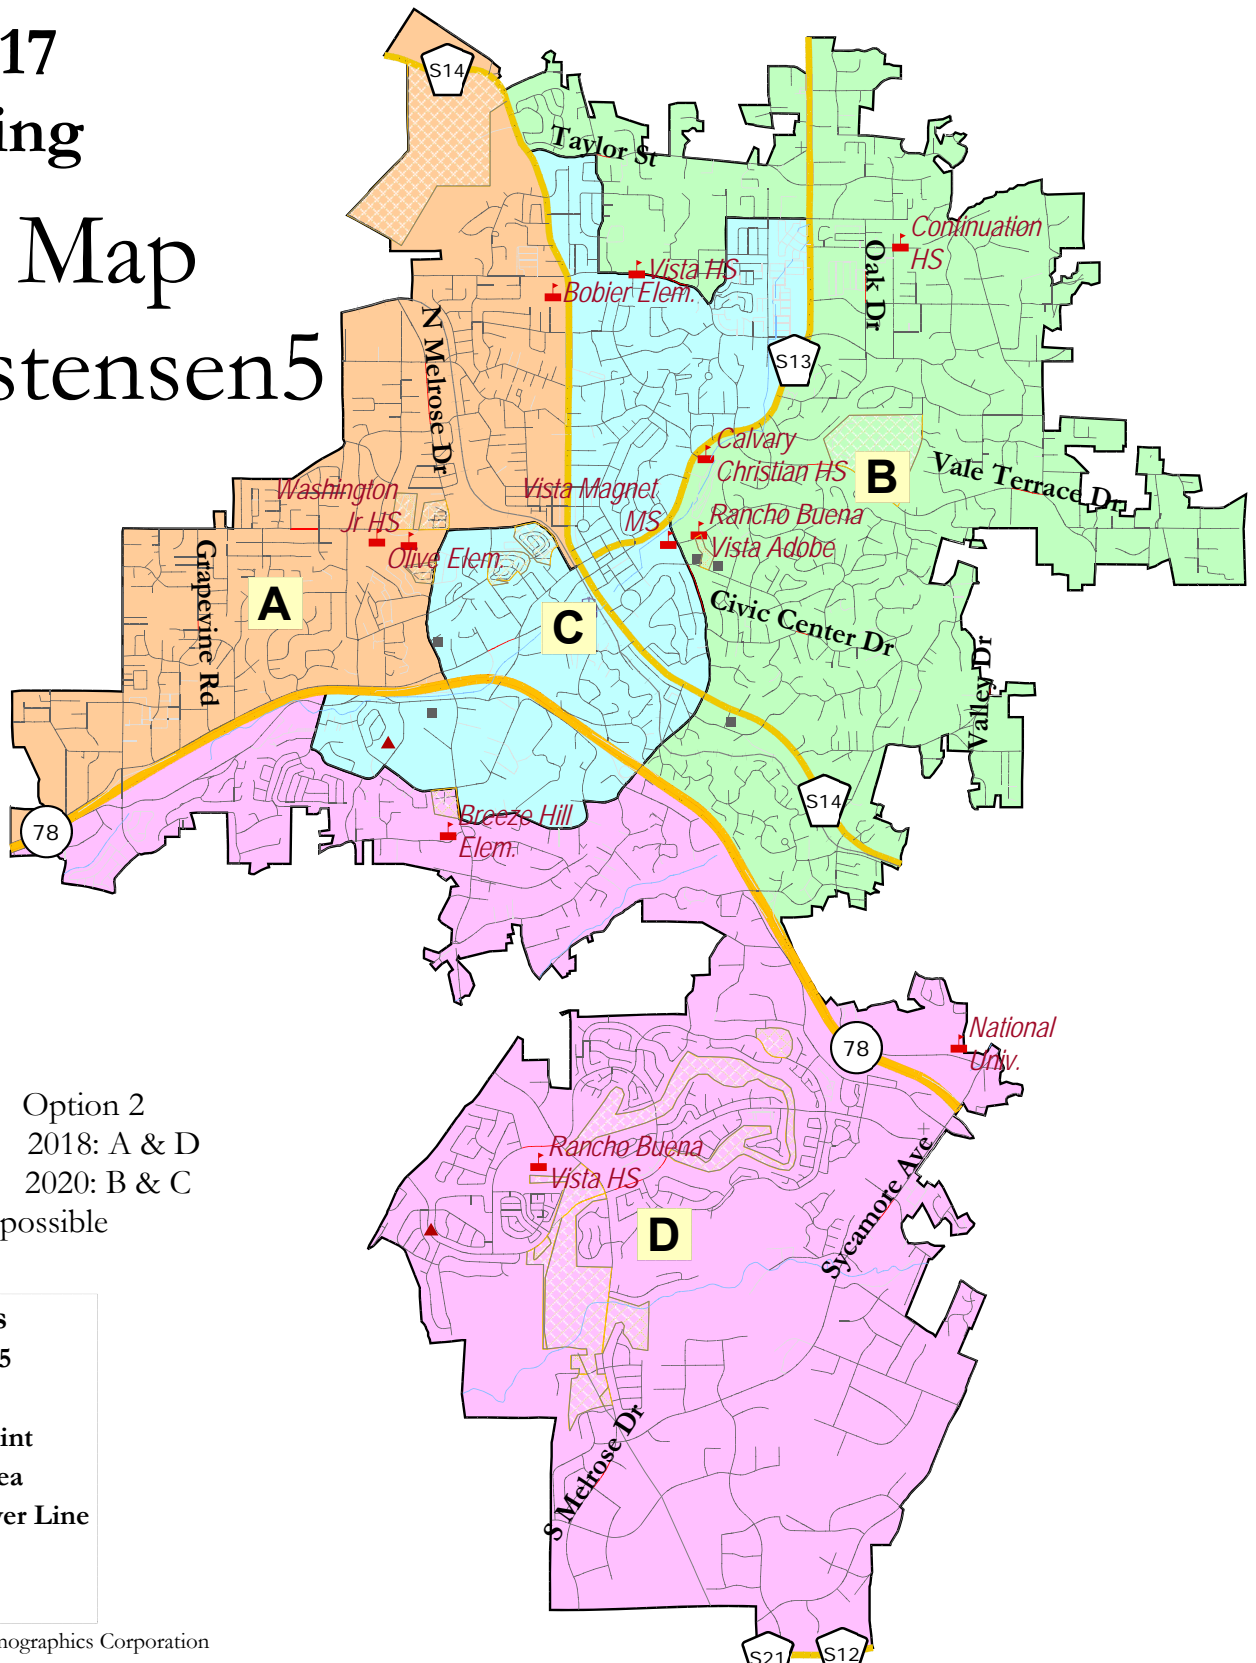 17
ing
Map
stensen5
S14
Taylor St
Continuation
HS
Oak Dr
Vista HS
Bobier Elem.
N Melrose Dr
S13
Calvary
Christian HS
B
Vale Terrace Dr
Washington
Jr HS
Vista Magnet
MS
Rancho Buena
Vista Adobe
Olive Elem.
Grapevine Rd
A
C
Civic Center Dr
Valley Dr
S14
78
Breeze Hill
Elem.
National
Univ.
78
Option 2
2018: A & D
2020: B & C
possible
Rancho Buena
Vista HS
Sycamore Ave
D
s
5
int
ea
ver Line
S Melrose Dr
mographics Corporation
S21
S12